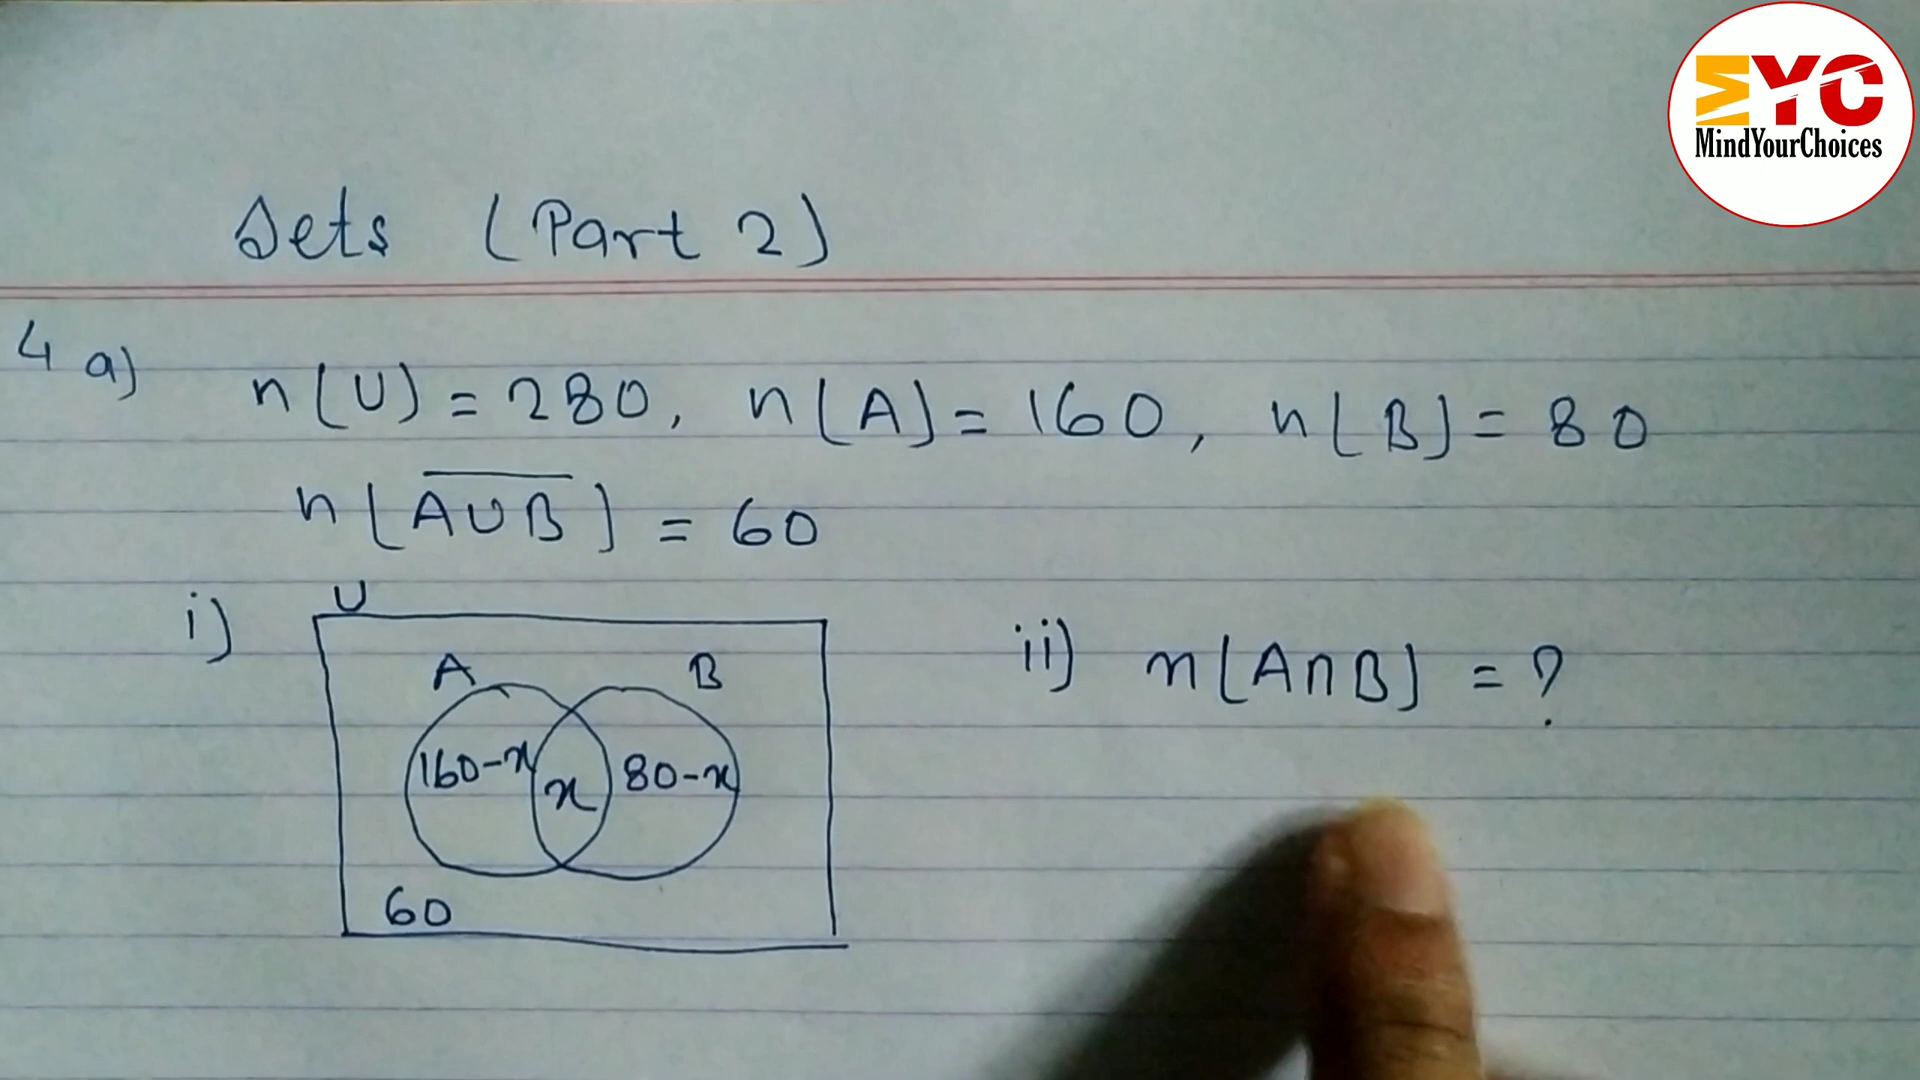 MYC
MindYourChoices
Sets (Part 2)
4 a) n(U) = 280, n(A) = 160, n(B) = 80
n(A̅∪̅B̅) = 60
i) U
ii) n(A∩B) = ?
A B
160-x x 80-x
60